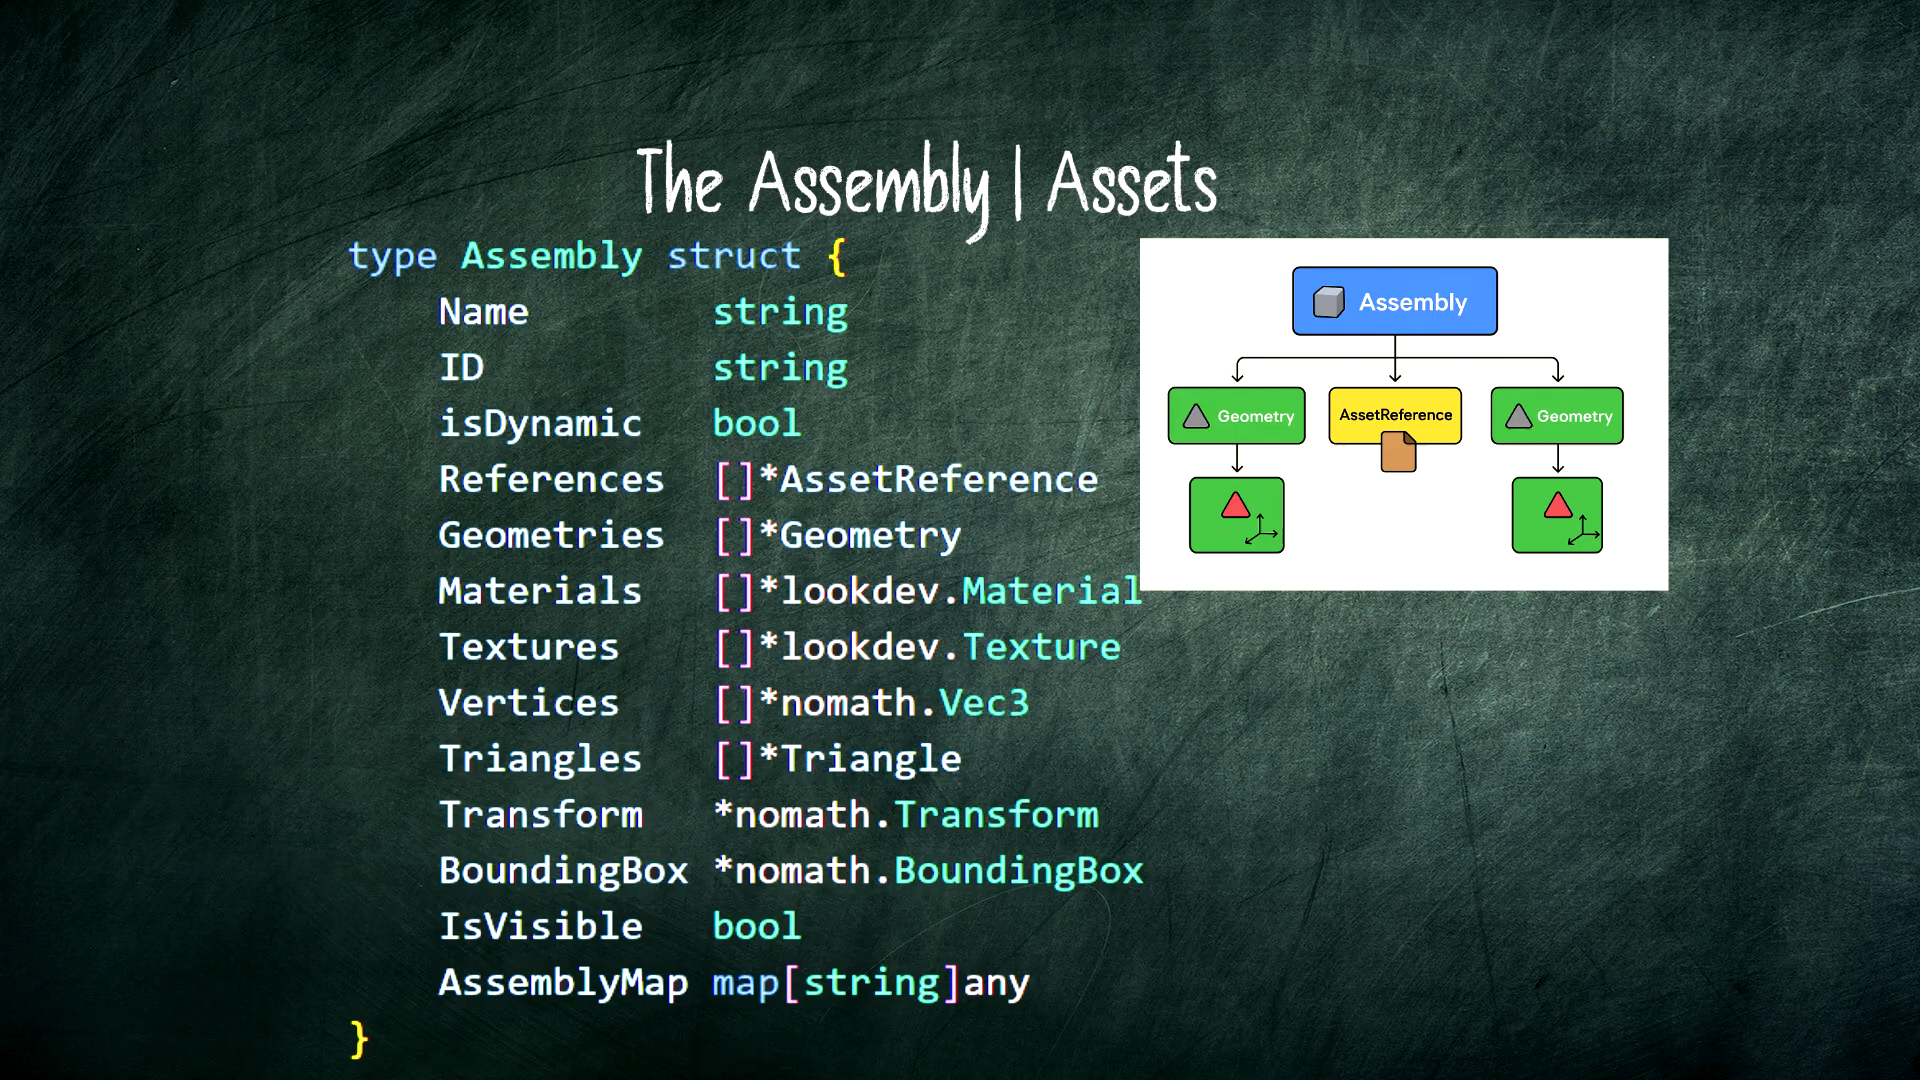 The Assembly | Assets
type Assembly struct {
Name string
ID string
isDynamic bool
References []*AssetReference
Geometries []*Geometry
Materials []*lookdev.Material
Textures []*lookdev.Texture
Vertices []*nomath.Vec3
Triangles []*Triangle
Transform *nomath.Transform
BoundingBox *nomath.BoundingBox
IsVisible bool
AssemblyMap map[string]any
}
Assembly
Geometry
AssetReference
Geometry